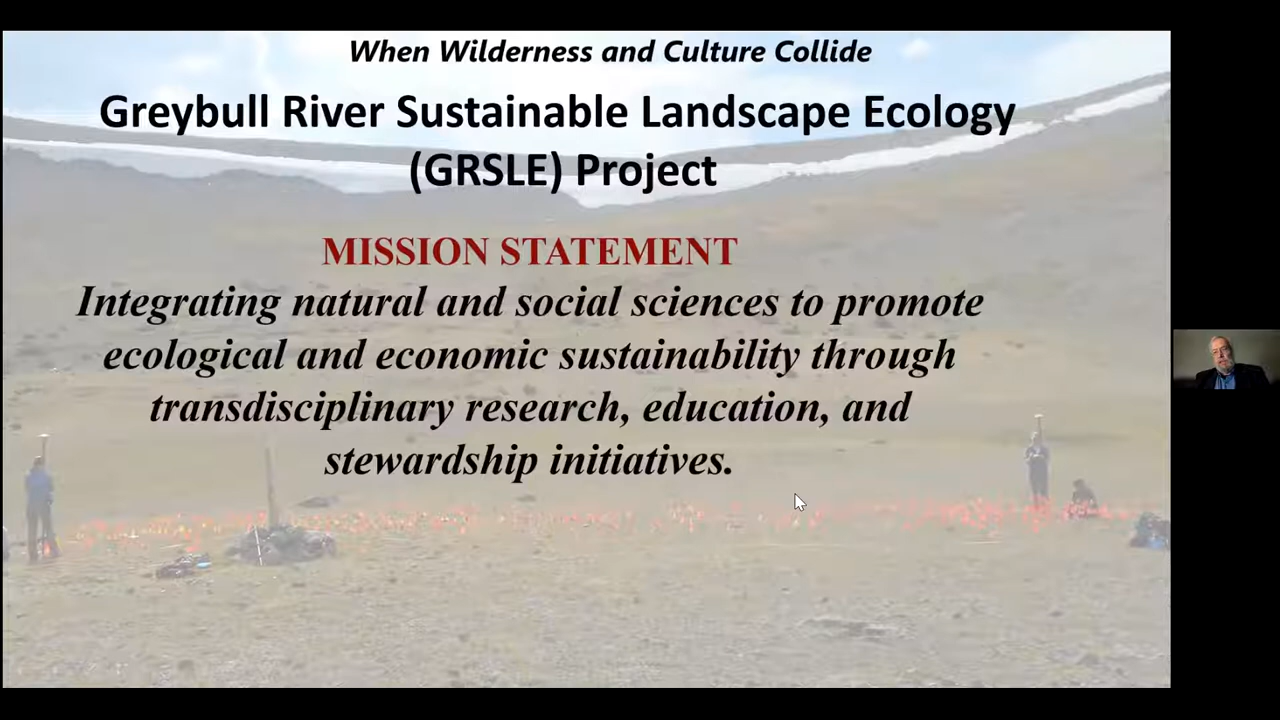 When Wilderness and Culture Collide
Greybull River Sustainable Landscape Ecology
(GRSLE) Project
MISSION STATEMENT
Integrating natural and social sciences to promote
ecological and economic sustainability through
transdisciplinary research, education, and
stewardship initiatives.